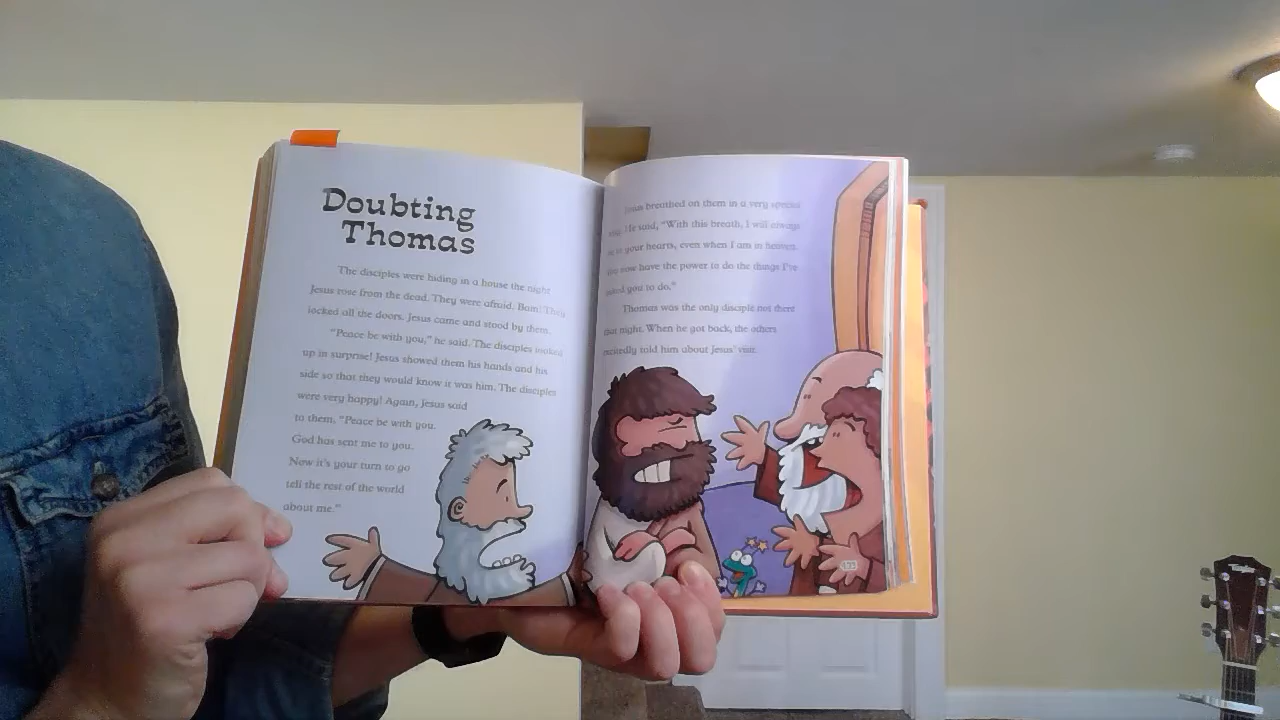 Doubting
Thomas
The disciples were hiding in a house the night
Jesus rose from the dead. They were afraid. Bam! They
locked all the doors. Jesus came and stood by them.
"Peace be with you," he said. The disciples looked
up in surprise! Jesus showed them his hands and his
side so that they would know it was him. The disciples
were very happy! Again, Jesus said
to them, "Peace be with you.
God has sent me to you.
Now it's your turn to go
tell the rest of the world
about me."
Jesus breathed on them in a very special
way. He said, "With this breath, I will always
be in your hearts, even when I am in heaven.
You now have the power to do the things I've
asked you to do."
Thomas was the only disciple not there
that night. When he got back, the others
excitedly told him about Jesus' visit.